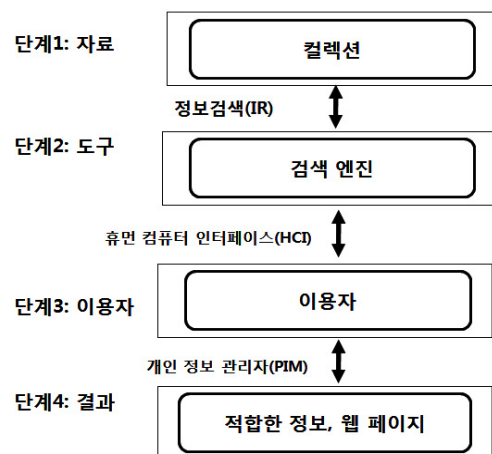 단계1: 자료
컬렉션
정보검색(IR)
단계2: 도구
검색 엔진
휴먼 컴퓨터 인터페이스(HCI)
단계3: 이용자
이용자
개인 정보 관리자(PIM)
단계4: 결과
적합한 정보, 웹 페이지